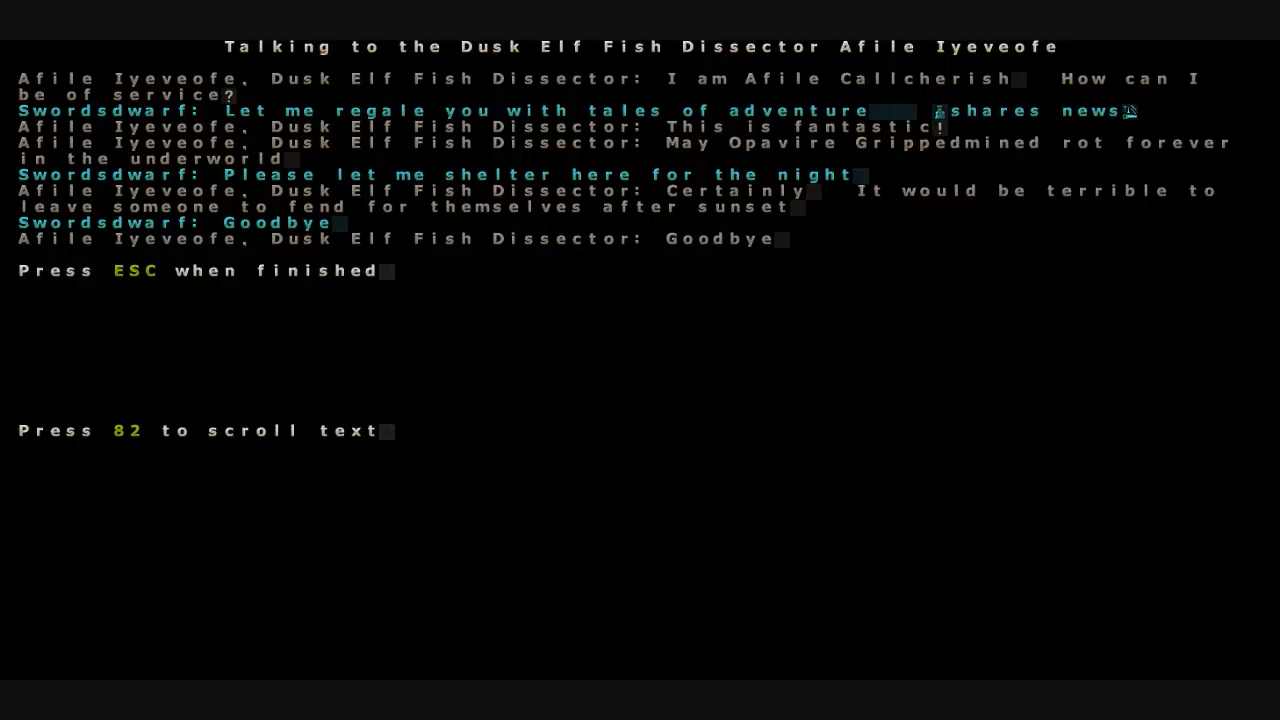 Talking to the Dusk Elf Fish Dissector Afile Iyeveofe
Afile Iyeveofe, Dusk Elf Fish Dissector: I am Afile Callcherish How can I
be of service?
Swordsdwarf: Let me regale you with tales of adventure shares news
Afile Iyeveofe, Dusk Elf Fish Dissector: This is fantastic!
Afile Iyeveofe, Dusk Elf Fish Dissector: May Opavire Grippedmined rot forever
in the underworld
Swordsdwarf: Please let me shelter here for the night
Afile Iyeveofe, Dusk Elf Fish Dissector: Certainly It would be terrible to
leave someone to fend for themselves after sunset
Swordsdwarf: Goodbye
Afile Iyeveofe, Dusk Elf Fish Dissector: Goodbye
Press ESC when finished
Press 82 to scroll text